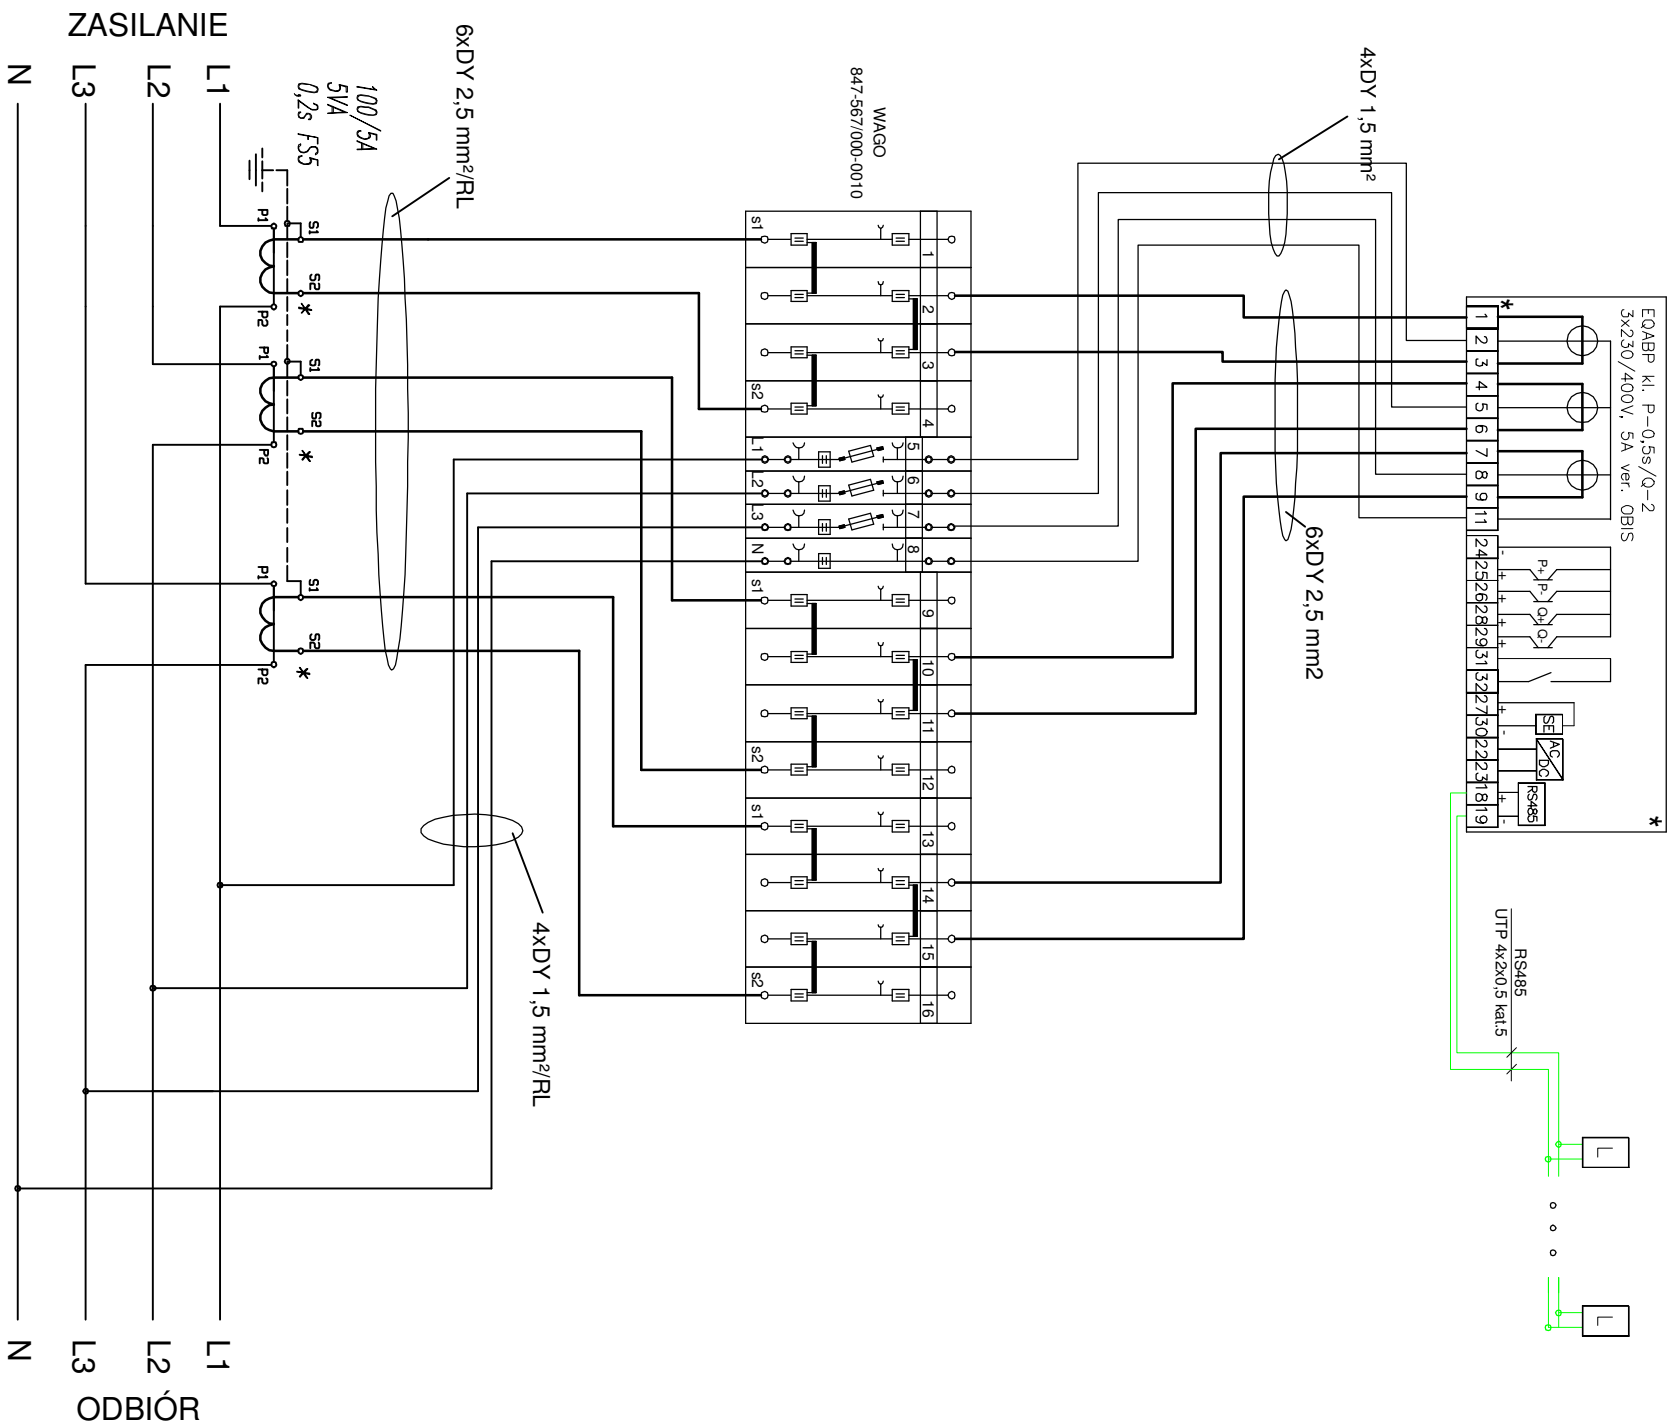 ZASILANIE
N
L3
L2
L1
100/5A
5VA
0,2s FS5
6xDY 2,5 mm²/RL
WAGO
847-567/000-0010
4xDY 1,5 mm²
EQABP kl. P-0,5s/Q-2
3x230/400V, 5A ver. OBIS
*
1
2
3
4
5
6
7
8
9
11
24
25
26
28
29
31
32
27
30
22
23
18
19
-
+
+
+
+
+
-
+
-
P+
P-
Q+
Q-
SE
AC
DC
RS485
*
6xDY 2,5 mm2
P1
S1
S2
P2
*
P1
S1
S2
P2
*
P1
S1
S2
P2
*
s1
1
2
3
s2
4
L1
5
L2
6
L3
7
N
8
s1
9
10
11
s2
12
s1
13
14
15
s2
16
4xDY 1,5 mm²/RL
RS485
UTP 4x2x0,5 kat.5
L
L
N
L3
L2
L1
ODBIÓR